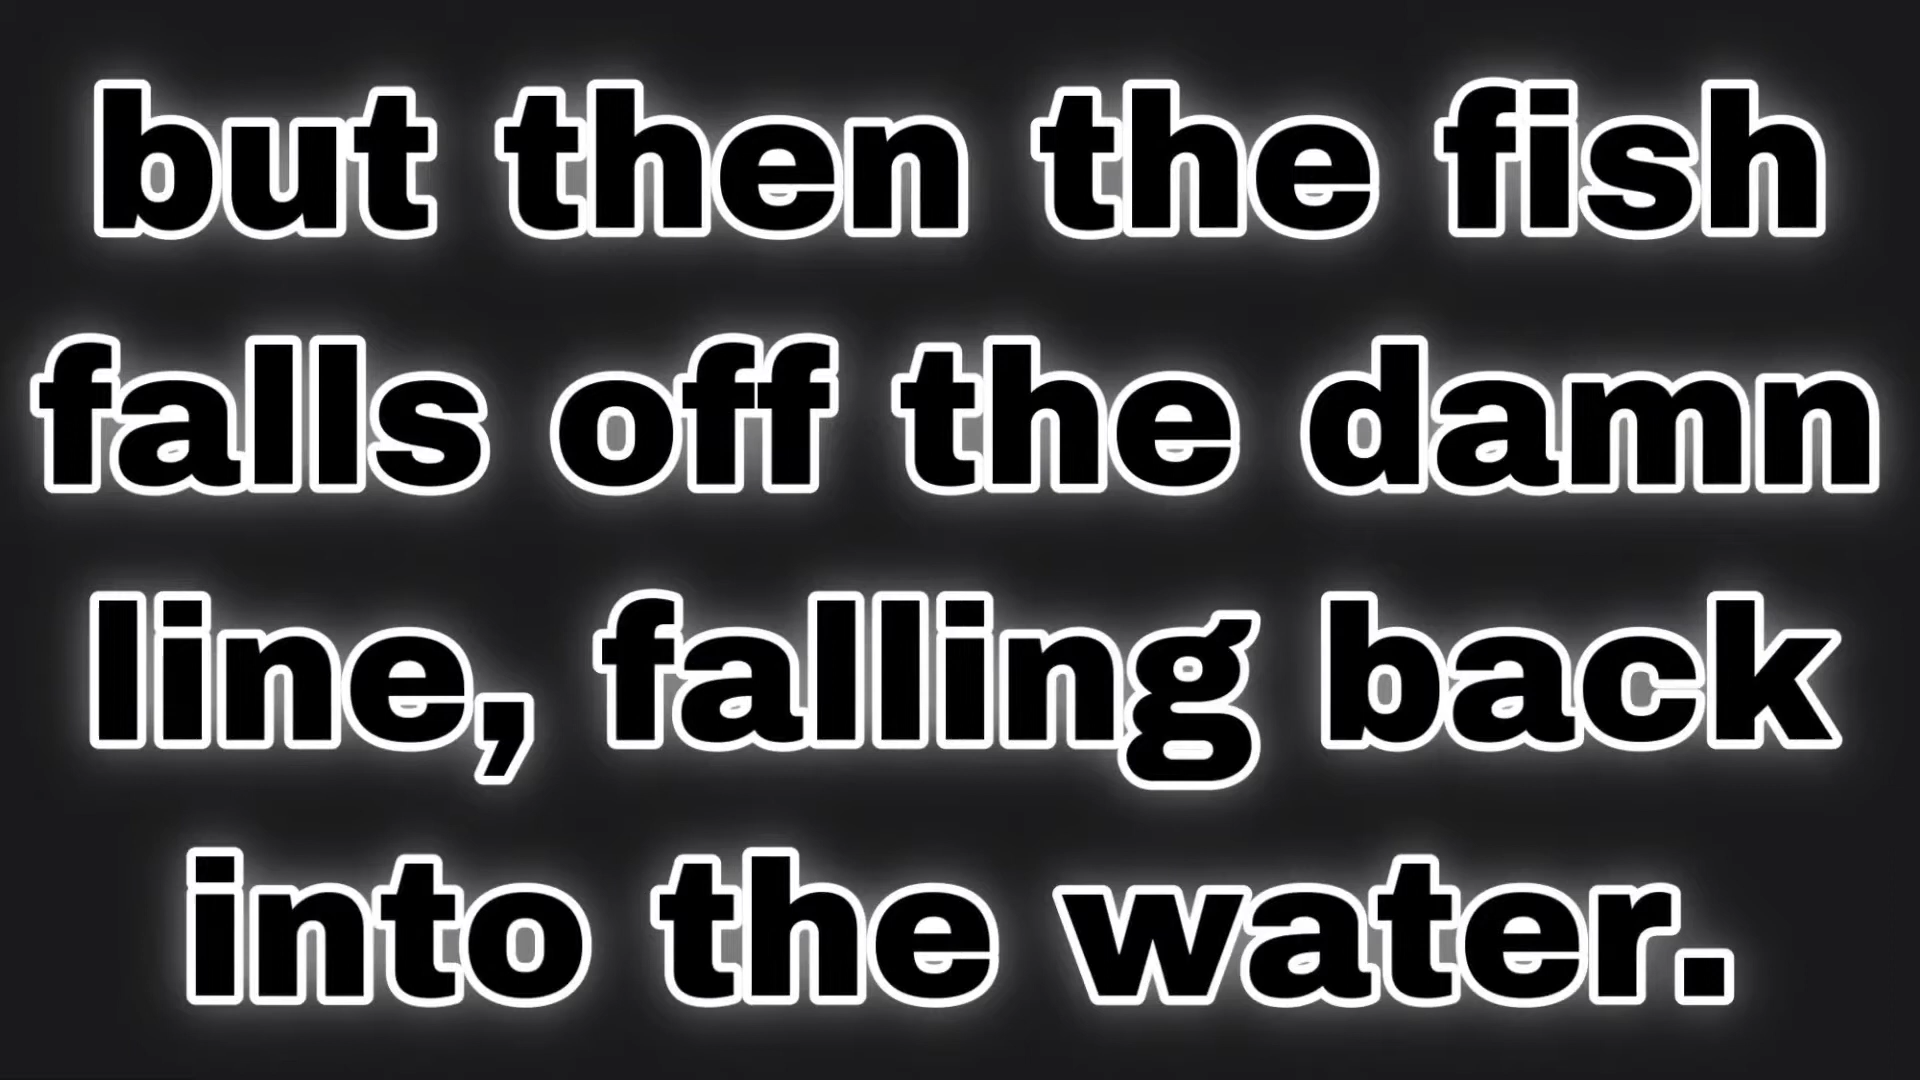 but then the fish
falls off the damn
line, falling back
into the water.